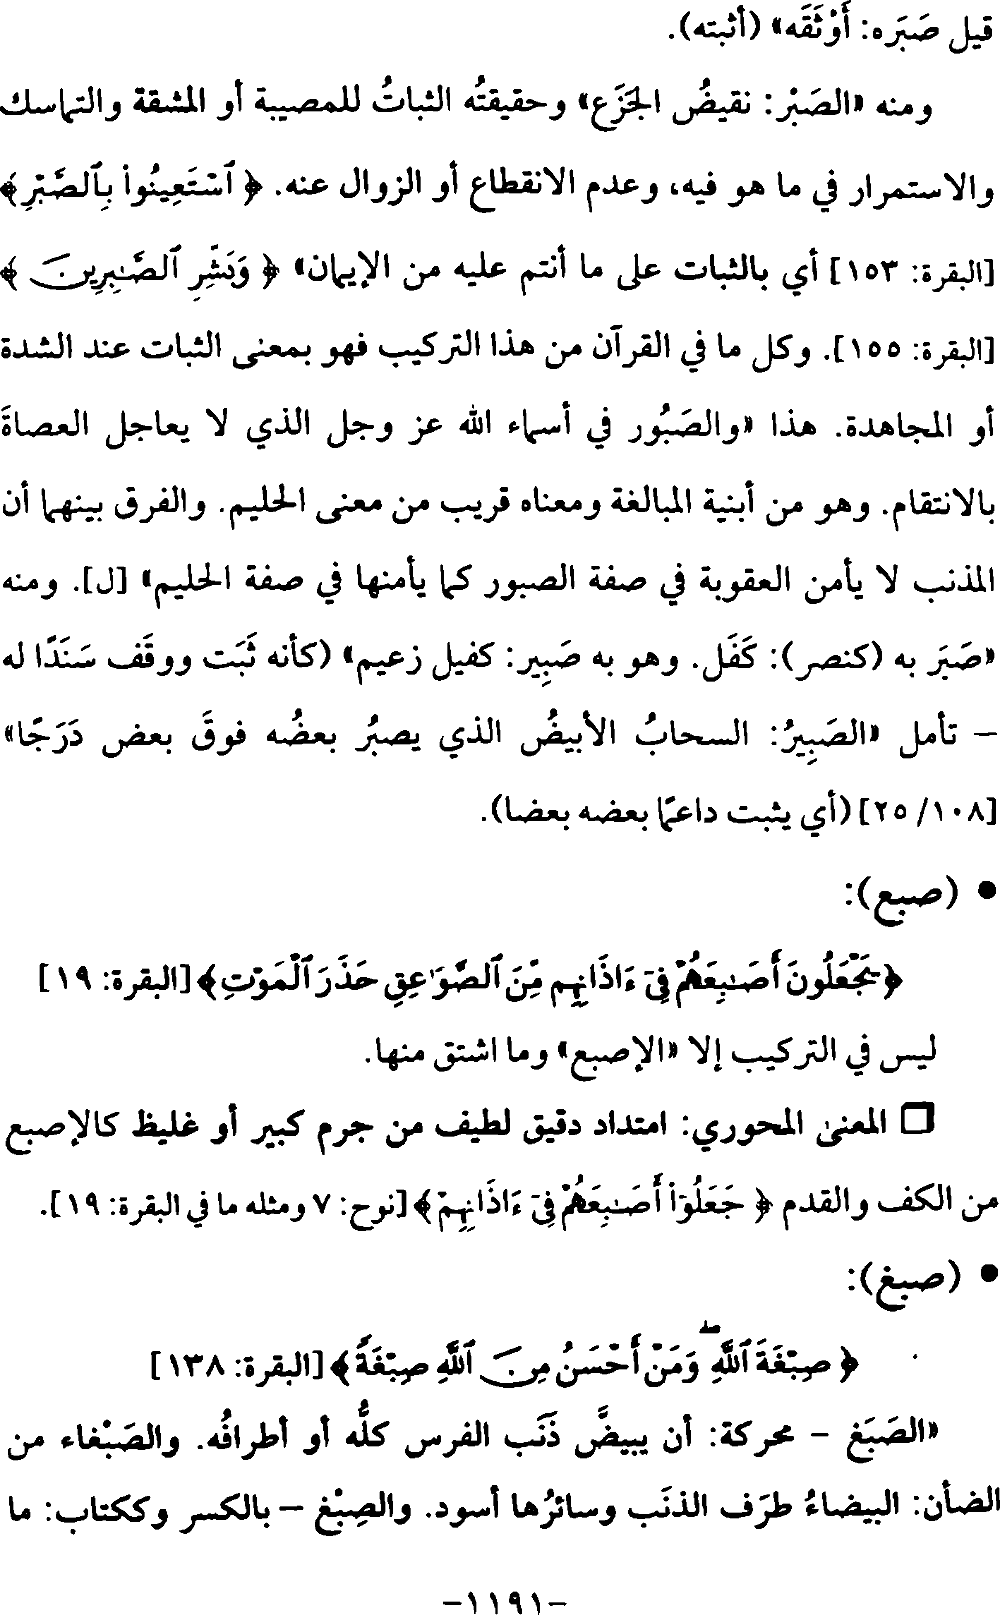 قيل صَبَره: أَوْثَقَه» (أثبته).
ومنه «الصَبْر: نقيضُ الجَزَع» وحقيقتُه الثباتُ للمصيبة أو المشقة والتماسك
والاستمرار في ما هو فيه، وعدم الانقطاع أو الزوال عنه. ﴿ ٱسْتَعِينُوا۟ بِٱلصَّبْرِ ﴾
[البقرة: ١٥٣] أي بالثبات على ما أنتم عليه من الإيمان» ﴿ وَبَشِّرِ ٱلصَّٰبِرِينَ ﴾
[البقرة: ١٥٥]. وكل ما في القرآن من هذا التركيب فهو بمعنى الثبات عند الشدة
أو المجاهدة. هذا «والصَبُور في أسماء الله عز وجل الذي لا يعاجل العصاةَ
بالانتقام. وهو من أبنية المبالغة ومعناه قريب من معنى الحليم. والفرق بينهما أن
المذنب لا يأمن العقوبة في صفة الصبور كما يأمنها في صفة الحليم» [ل]. ومنه
«صَبَرَ به (كنصر): كَفَل. وهو به صَبِير: كفيل زعيم» (كأنه ثَبَت ووقَف سَنَدًا له
– تأمل «الصَبِيرُ: السحابُ الأبيضُ الذي يصبُر بعضُه فوقَ بعض دَرَجًا»
[١٠٨/ ٢٥] (أي يثبت داعمًا بعضه بعضا).
• (صبع):
﴿ يَجْعَلُونَ أَصَٰبِعَهُمْ فِىٓ ءَاذَانِهِم مِّنَ ٱلصَّوَٰعِقِ حَذَرَ ٱلْمَوْتِ ﴾ [البقرة: ١٩]
ليس في التركيب إلا «الإصبع» وما اشتق منها.
❒ المعنى المحوري: امتداد دقيق لطيف من جرم كبير أو غليظ كالإصبع
من الكف والقدم ﴿ جَعَلُوٓا۟ أَصَٰبِعَهُمْ فِىٓ ءَاذَانِهِمْ ﴾ [نوح: ٧ ومثله ما في البقرة: ١٩].
• (صبغ):
﴿ صِبْغَةَ ٱللَّهِ ۖ وَمَنْ أَحْسَنُ مِنَ ٱللَّهِ صِبْغَةً ﴾ [البقرة: ١٣٨]
«الصَبَغ – محركة: أن يبيضَّ ذَنَب الفرس كلُّه أو أطرافُه. والصَبْغاء من
الضأن: البيضاءُ طرَف الذنَب وسائرُها أسود. والصِبْغ – بالكسر وككتاب: ما
-١١٩١-